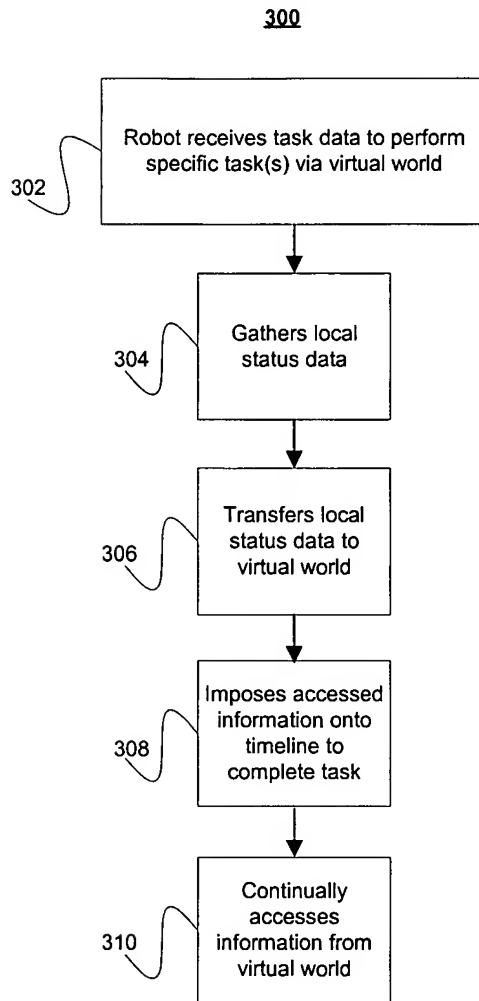 300
Robot receives task data to perform
specific task(s) via virtual world
302
Gathers local
status data
304
Transfers local
status data to
virtual world
306
Imposes accessed
information onto
timeline to
complete task
308
Continually
accesses
information from
virtual world
310